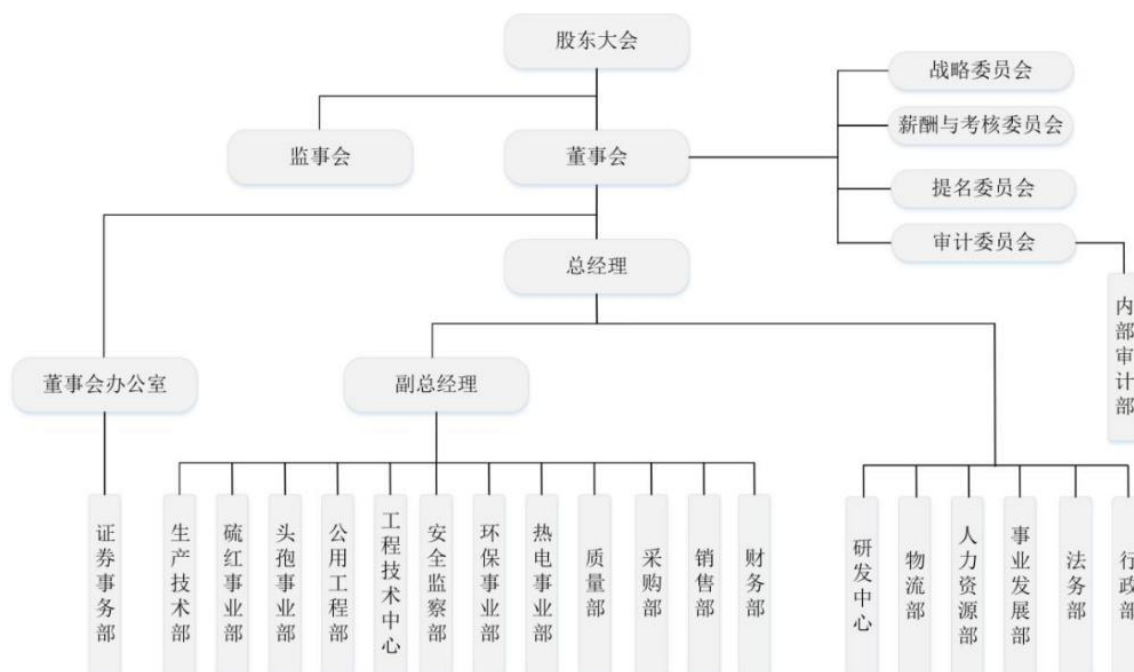 股东大会
战略委员会
薪酬与考核委员会
监事会
董事会
提名委员会
审计委员会
总经理
内部审计部
董事会办公室
副总经理
证券事务部
生产技术部
硫红事业部
头孢事业部
公用工程部
工程技术中心
安全监察部
环保事业部
热电事业部
质量部
采购部
销售部
财务部
研发中心
物流部
人力资源部
事业发展部
法务部
行政部